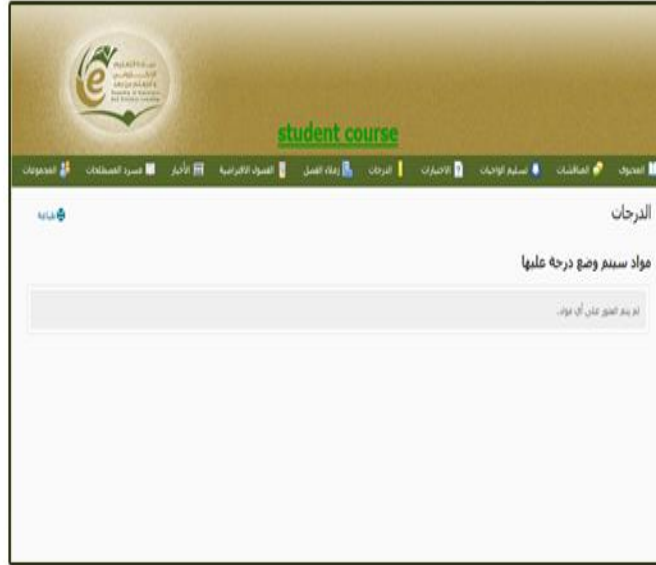 student course
المحتوى المناقشات تسليم الواجبات الاختبارات الدرجات زملاء الفصل الفصول الافتراضية الأخبار مسرد المصطلحات المجموعات
الدرجات
طباعة
مواد سيتم وضع درجة عليها
لم يتم العثور على أي مواد.